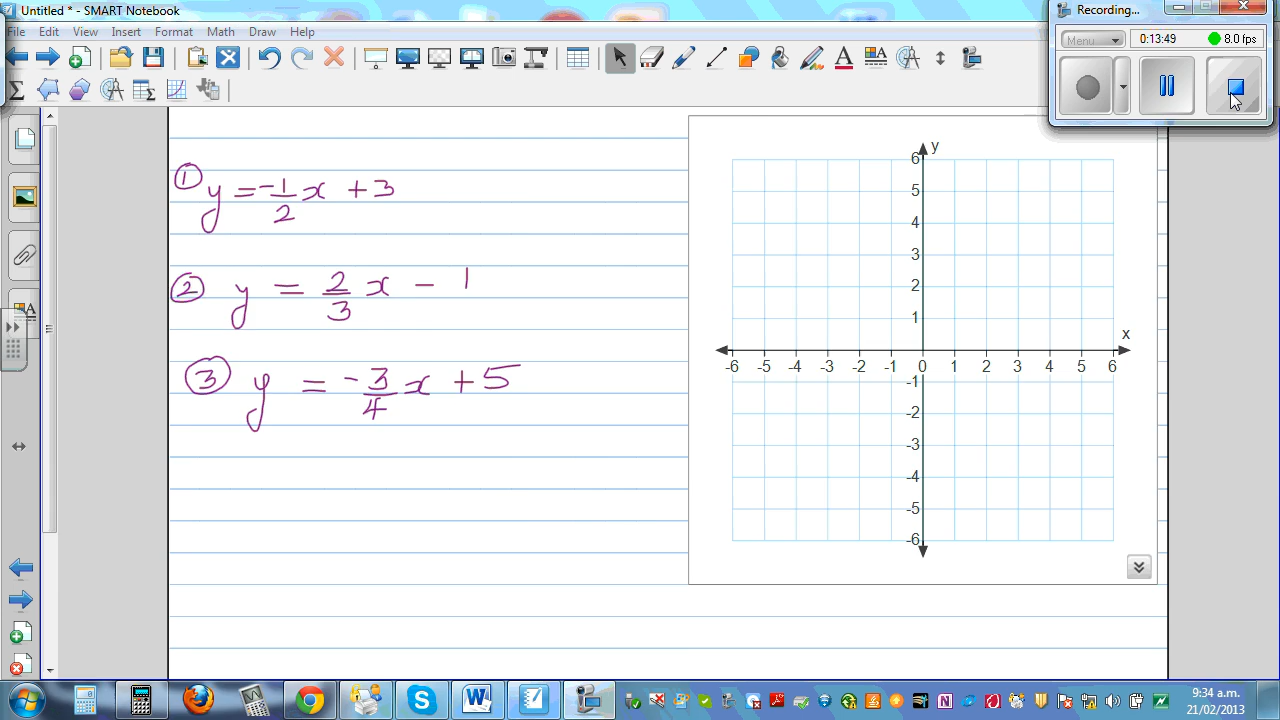 Untitled * - SMART Notebook
File Edit View Insert Format Math Draw Help
Recording...
Menu 0:13:49 8.0 fps
① y = -1/2 x + 3
② y = 2/3 x - 1
③ y = -3/4 x + 5
y
6
5
4
3
2
1
x
-6 -5 -4 -3 -2 -1 0 1 2 3 4 5 6
-1
-2
-3
-4
-5
-6
9:34 a.m.
21/02/2013